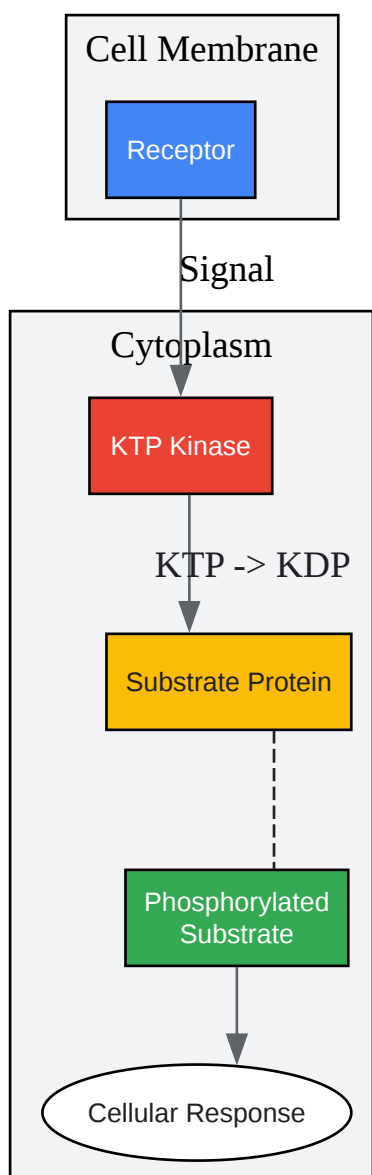 Cell Membrane
Receptor
Signal
Cytoplasm
KTP Kinase
KTP -> KDP
Substrate Protein
Phosphorylated
Substrate
Cellular Response